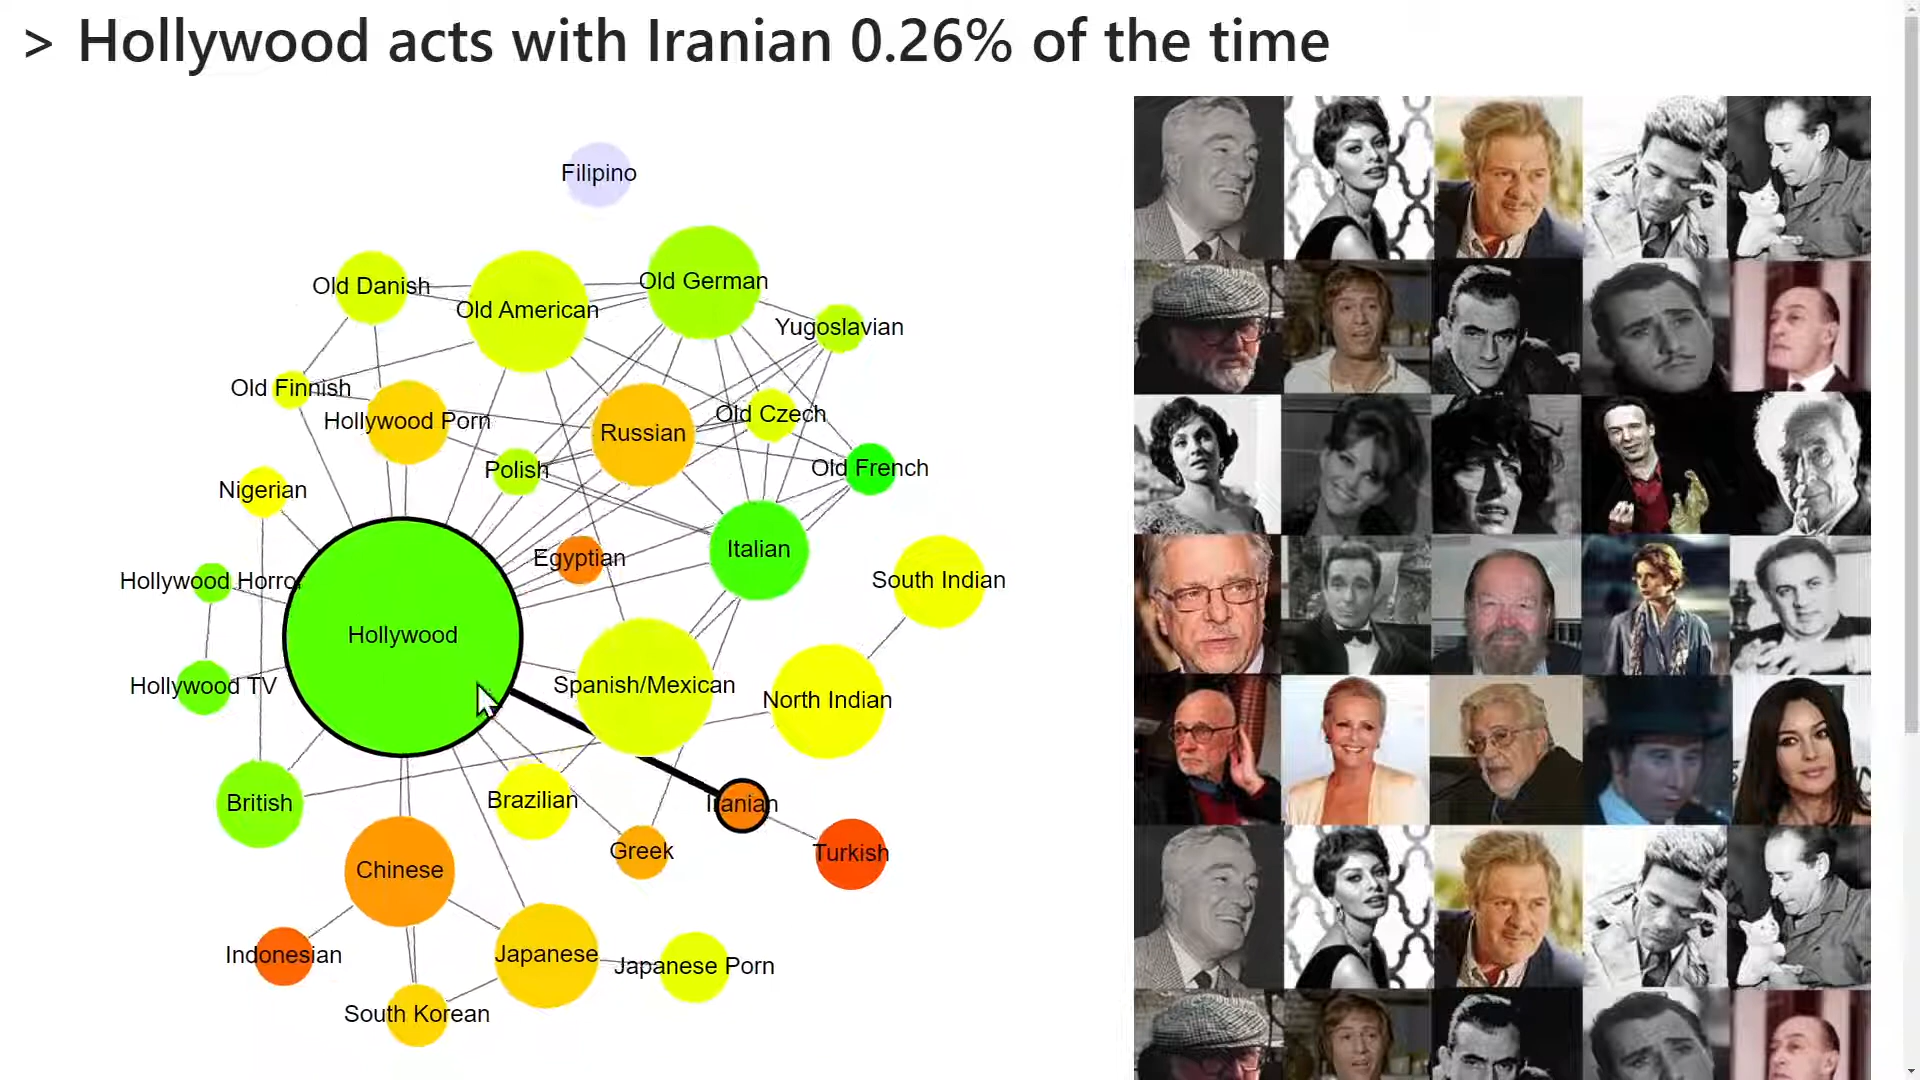 > Hollywood acts with Iranian 0.26% of the time
Filipino
Old Danish
Old American
Old German
Yugoslavian
Old Finnish
Hollywood Porn
Russian
Old Czech
Polish
Old French
Nigerian
Egyptian
Italian
Hollywood Horror
South Indian
Hollywood
Hollywood TV
Spanish/Mexican
North Indian
British
Brazilian
Iranian
Greek
Turkish
Chinese
Indonesian
Japanese
Japanese Porn
South Korean